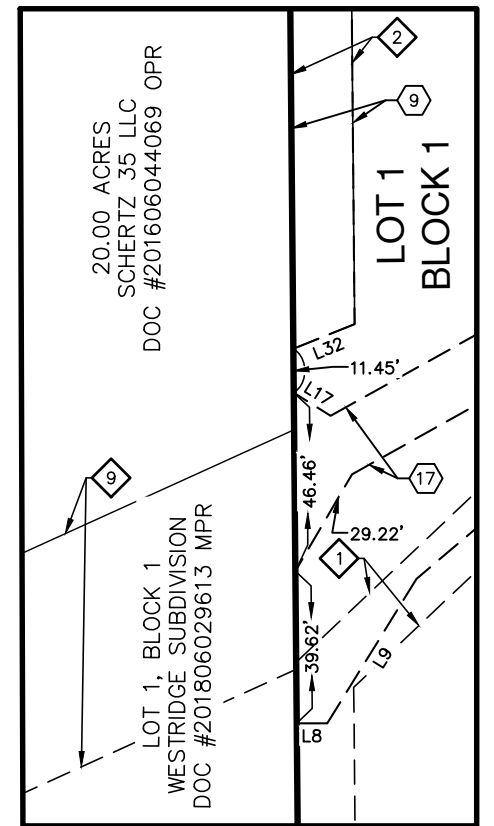 20.00 ACRES
SCHERTZ 35 LLC
DOC #201606044069 OPR
2
9
LOT 1
BLOCK 1
L32
11.45'
L17
46.46'
17
29.22'
9
1
39.62'
L9
L8
LOT 1, BLOCK 1
WESTRIDGE SUBDIVISION
DOC #201806029613 MPR